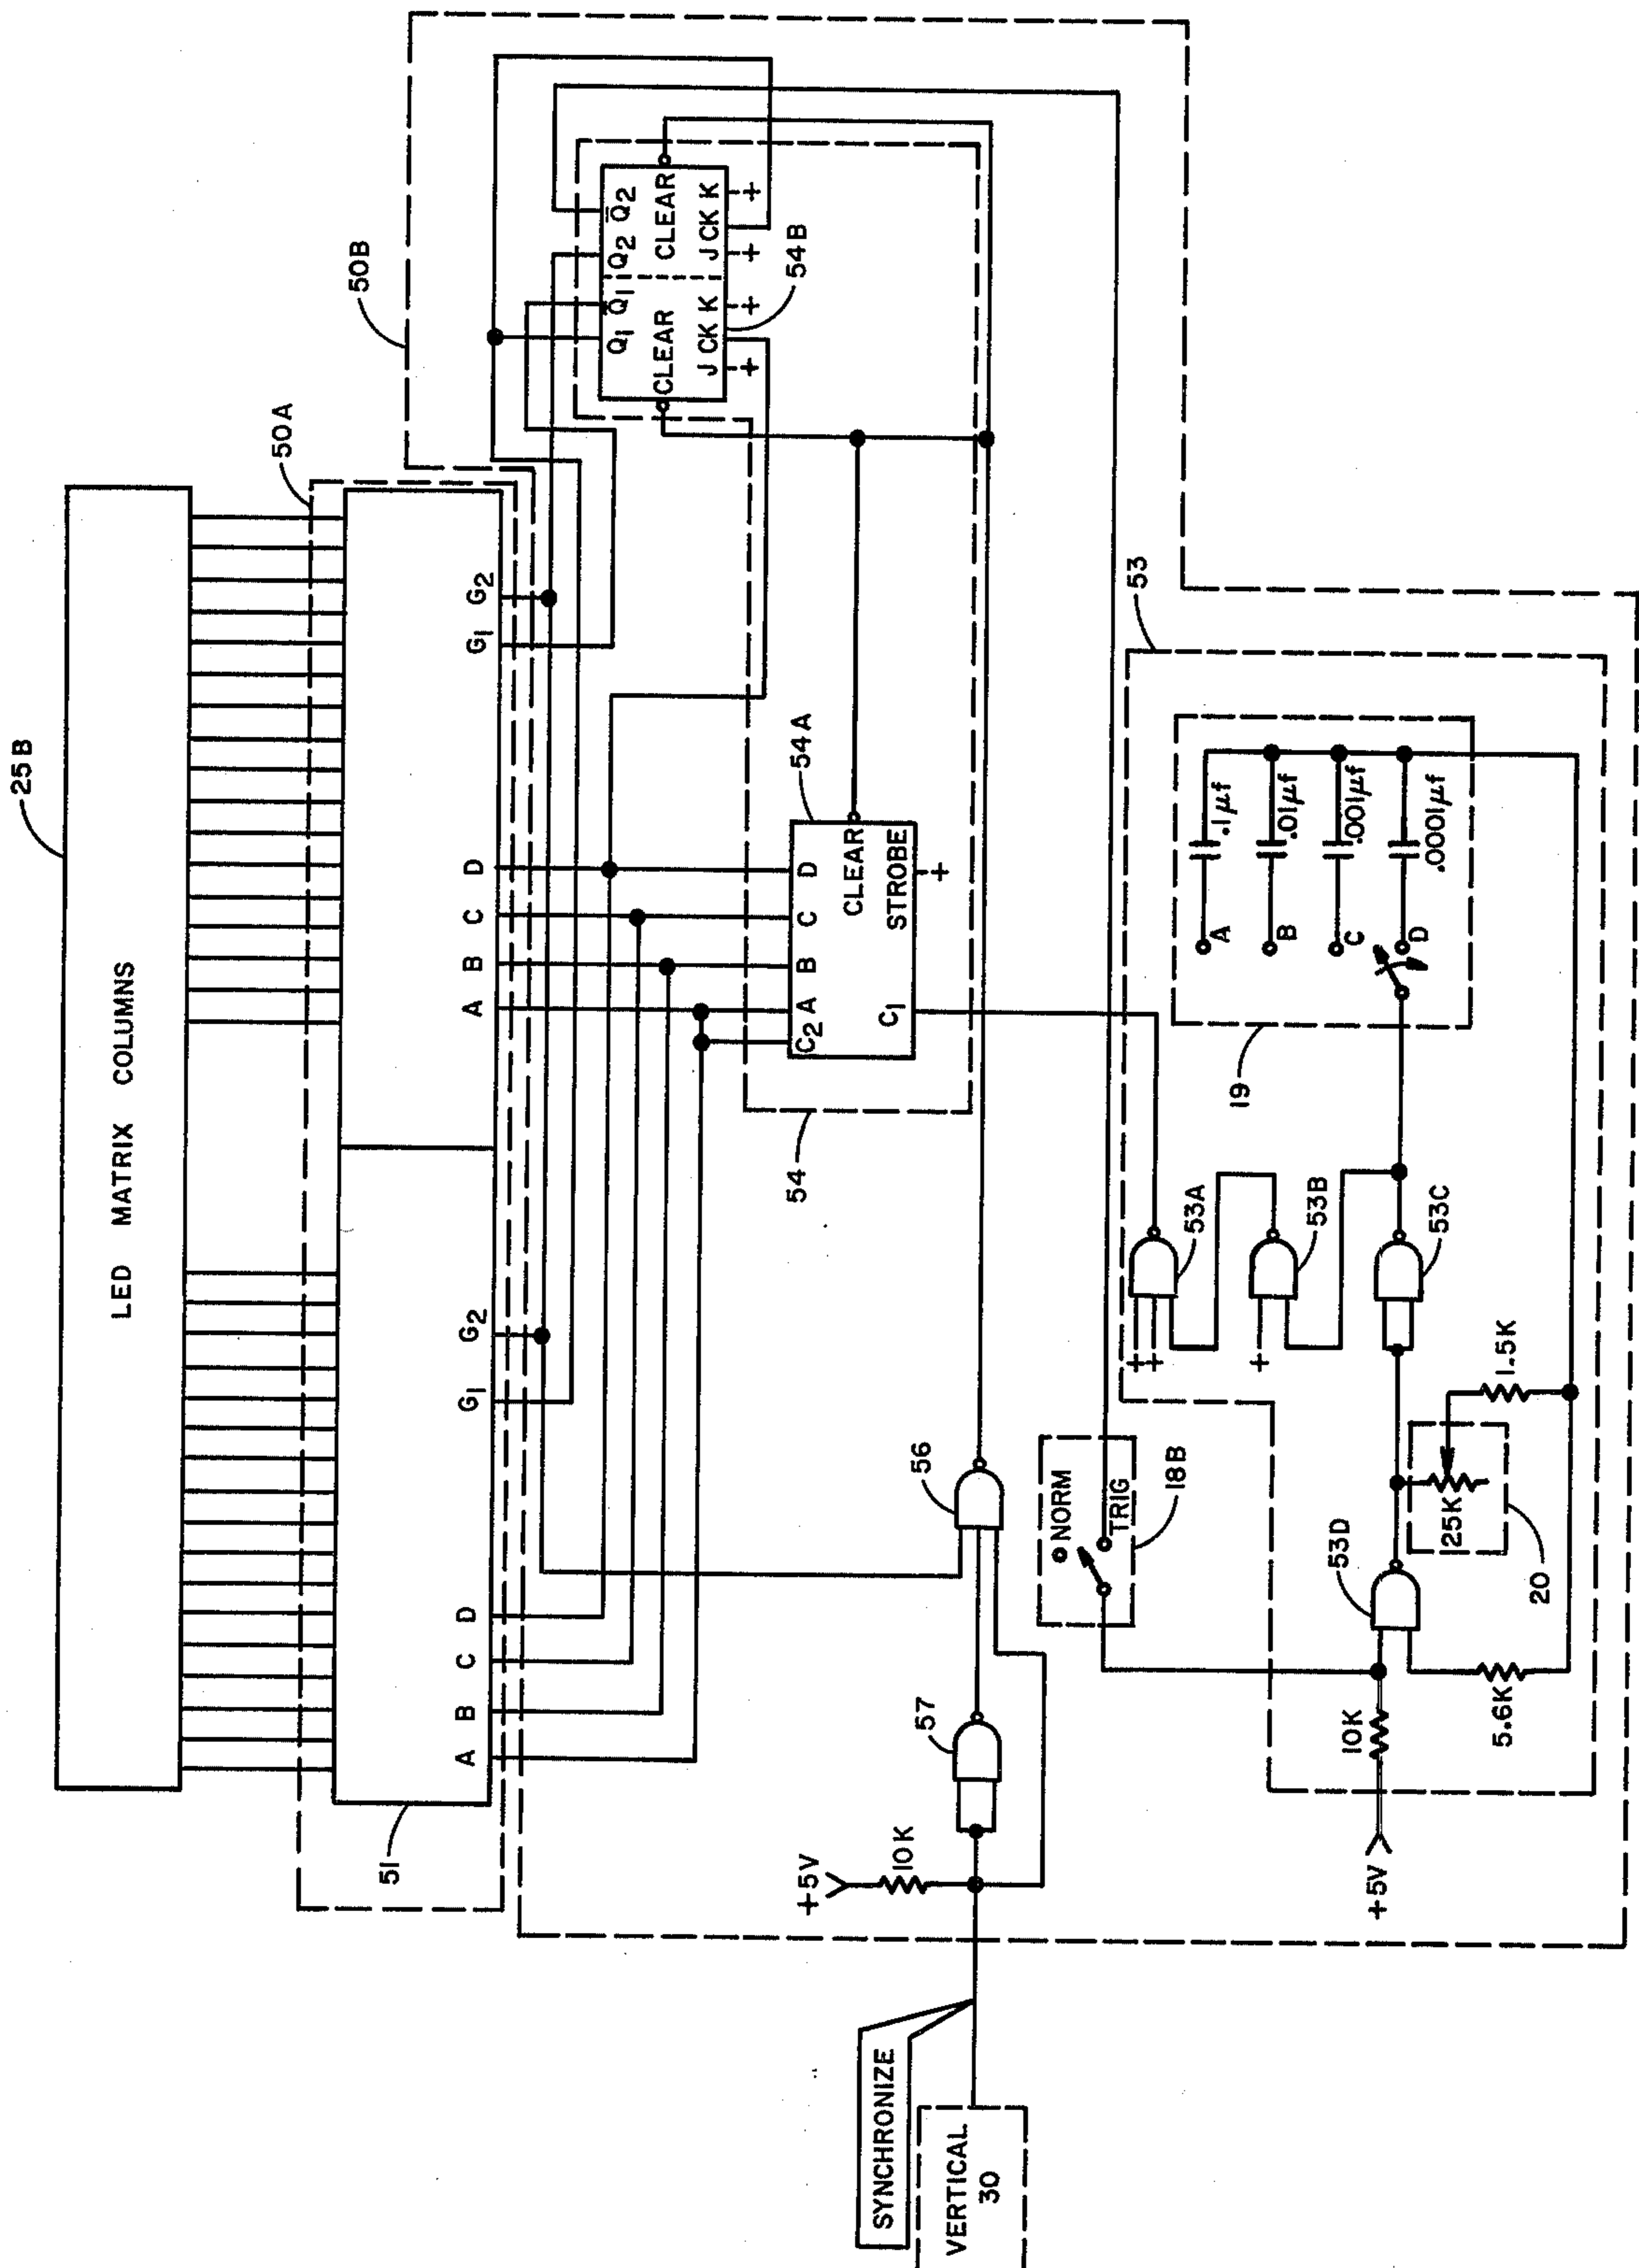 25B
LED MATRIX COLUMNS
50A
50B
51
A B C D G1 G2
A B C D G1 G2
Q1 Q1 Q2 Q2
CLEAR CLEAR
J CK K J CK K
+ + + +
54B
54A
C2 A B C D
CLEAR
C1 STROBE
+
54
56
57
+5V
10K
SYNCHRONIZE
VERTICAL
30
NORM
TRIG
18B
53
53A
+ +
53B
+
53C
53D
19
A .1µf
B .01µf
C .001µf
D .0001µf
25K
20
1.5K
10K
5.6K
+5V